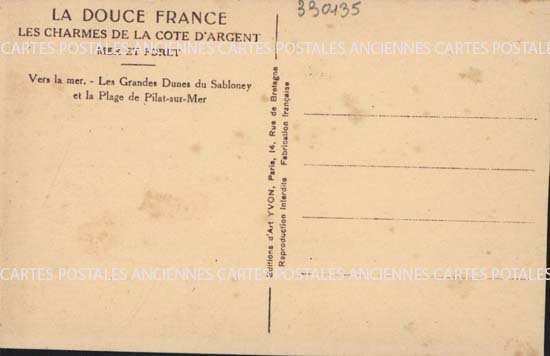 LA DOUCE FRANCE
LES CHARMES DE LA COTE D'ARGENT
MER ET FORET
Vers la mer. - Les Grandes Dunes du Sabloney
et la Plage de Pilat-sur-Mer
330135
Editions d'Art YVON, Paris, 14, Rue de Bretagne
Reproduction Interdite Fabrication française
CARTES POSTALES ANCIENNES CARTES POSTALES ANCIENNES CARTES POSTALES
CARTES POSTALES ANCIENNES CARTES POSTALES ANCIENNES CARTES POSTALES